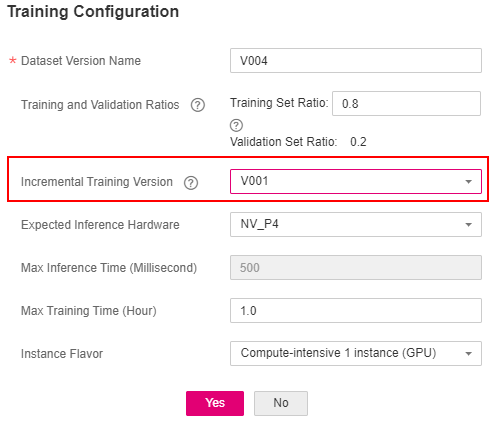 Training Configuration
* Dataset Version Name V004
Training and Validation Ratios ? Training Set Ratio: 0.8
?
Validation Set Ratio: 0.2
Incremental Training Version ? V001
Expected Inference Hardware NV_P4
Max Inference Time (Millisecond) 500
Max Training Time (Hour) 1.0
Instance Flavor Compute-intensive 1 instance (GPU)
Yes No